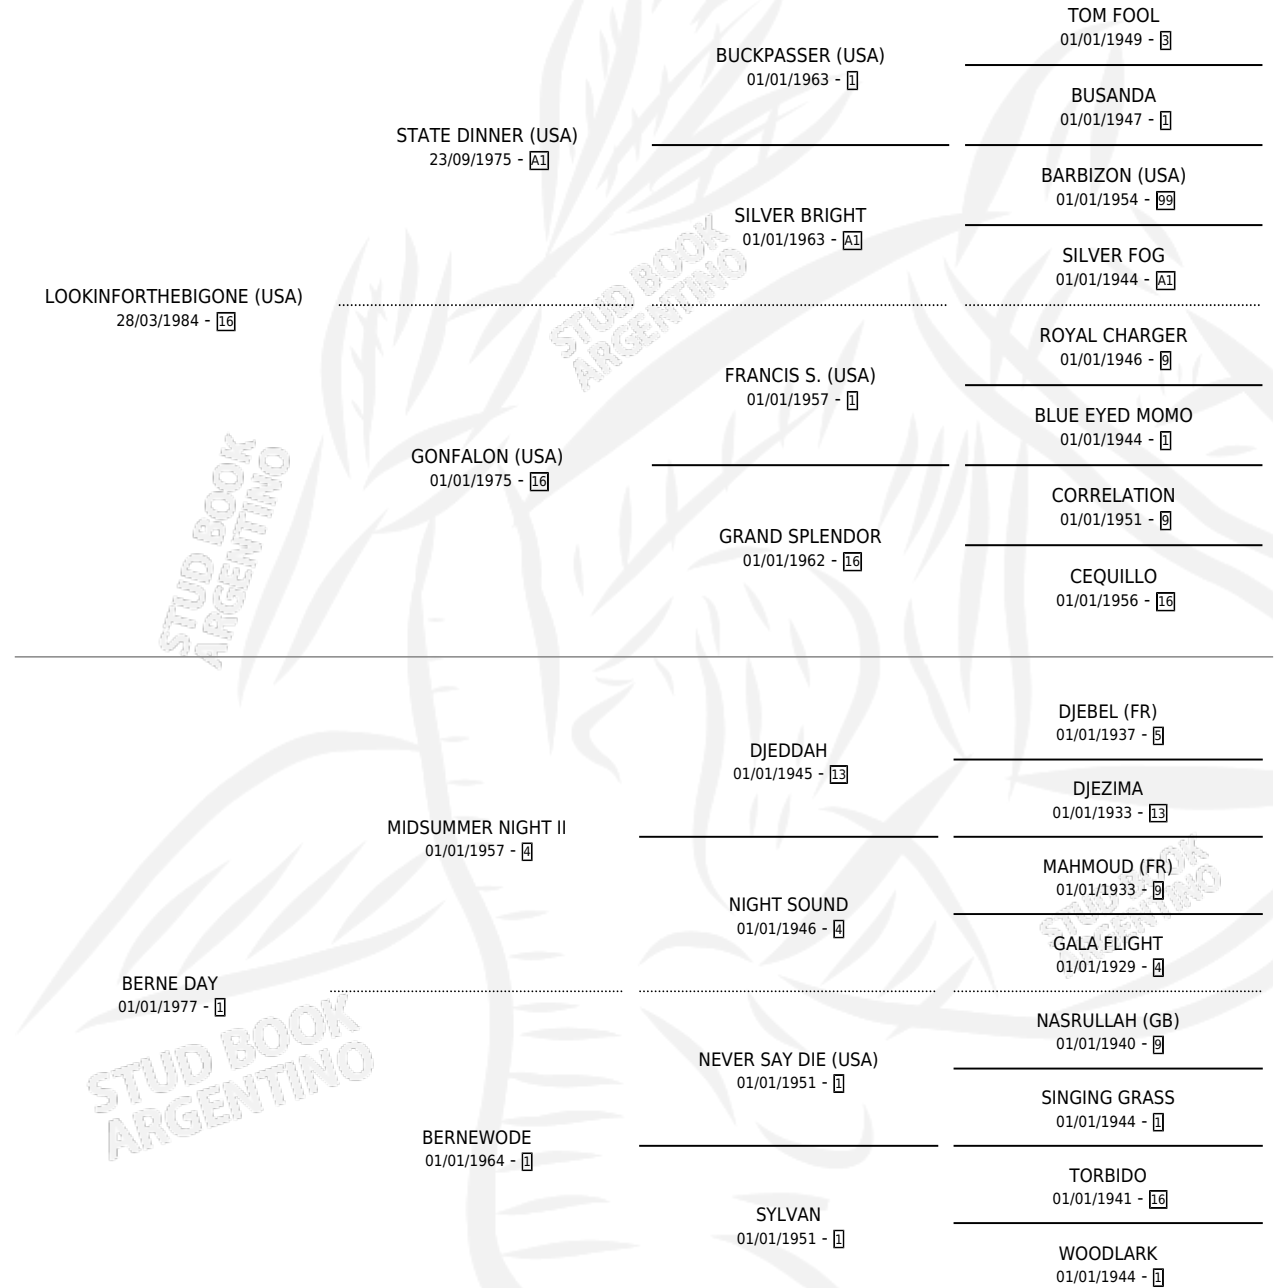 TOM FOOL
01/01/1949 - 3
BUCKPASSER (USA)
01/01/1963 - 1
BUSANDA
01/01/1947 - 1
STATE DINNER (USA)
23/09/1975 - A1
BARBIZON (USA)
01/01/1954 - 99
SILVER BRIGHT
01/01/1963 - A1
SILVER FOG
01/01/1944 - A1
STUD BOOK
ARGENTINO
LOOKINFORTHEBIGONE (USA)
28/03/1984 - 16
ROYAL CHARGER
01/01/1946 - 9
FRANCIS S. (USA)
01/01/1957 - 1
BLUE EYED MOMO
01/01/1944 - 1
GONFALON (USA)
01/01/1975 - 16
CORRELATION
01/01/1951 - 9
GRAND SPLENDOR
01/01/1962 - 16
CEQUILLO
01/01/1956 - 16
STUD BOOK
ARGENTINO
DJEBEL (FR)
01/01/1937 - 5
DJEDDAH
01/01/1945 - 13
DJEZIMA
01/01/1933 - 13
MIDSUMMER NIGHT II
01/01/1957 - 4
MAHMOUD (FR)
01/01/1933 - 9
NIGHT SOUND
01/01/1946 - 4
GALA FLIGHT
01/01/1929 - 4
STUD BOOK
ARGENTINO
BERNE DAY
01/01/1977 - 1
NASRULLAH (GB)
01/01/1940 - 9
NEVER SAY DIE (USA)
01/01/1951 - 1
SINGING GRASS
01/01/1944 - 1
BERNEWODE
01/01/1964 - 1
TORBIDO
01/01/1941 - 16
SYLVAN
01/01/1951 - 1
WOODLARK
01/01/1944 - 1
STUD BOOK
ARGENTINO